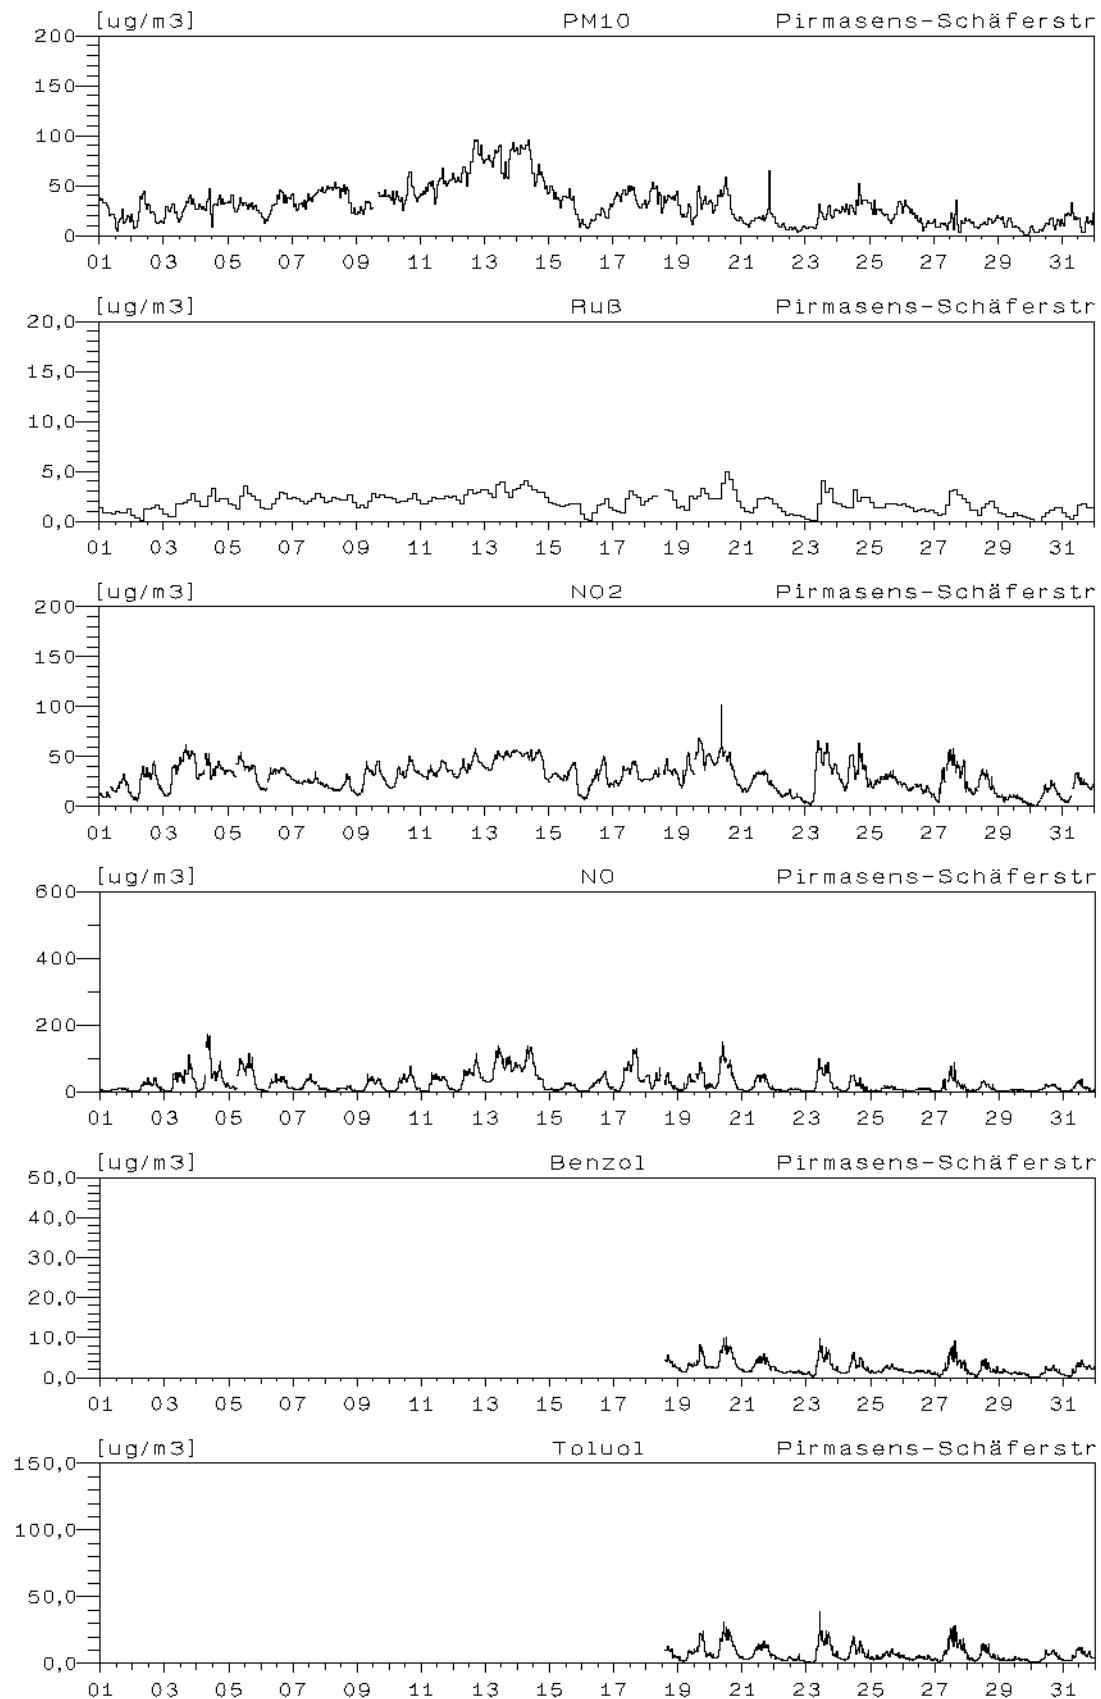 [ug/m3] PM10 Pirmasens-Schäferstr
200
150
100
50
0
01 03 05 07 09 11 13 15 17 19 21 23 25 27 29 31
[ug/m3] Ruß Pirmasens-Schäferstr
20,0
15,0
10,0
5,0
0,0
01 03 05 07 09 11 13 15 17 19 21 23 25 27 29 31
[ug/m3] NO2 Pirmasens-Schäferstr
200
150
100
50
0
01 03 05 07 09 11 13 15 17 19 21 23 25 27 29 31
[ug/m3] NO Pirmasens-Schäferstr
600
400
200
0
01 03 05 07 09 11 13 15 17 19 21 23 25 27 29 31
[ug/m3] Benzol Pirmasens-Schäferstr
50,0
40,0
30,0
20,0
10,0
0,0
01 03 05 07 09 11 13 15 17 19 21 23 25 27 29 31
[ug/m3] Toluol Pirmasens-Schäferstr
150,0
100,0
50,0
0,0
01 03 05 07 09 11 13 15 17 19 21 23 25 27 29 31